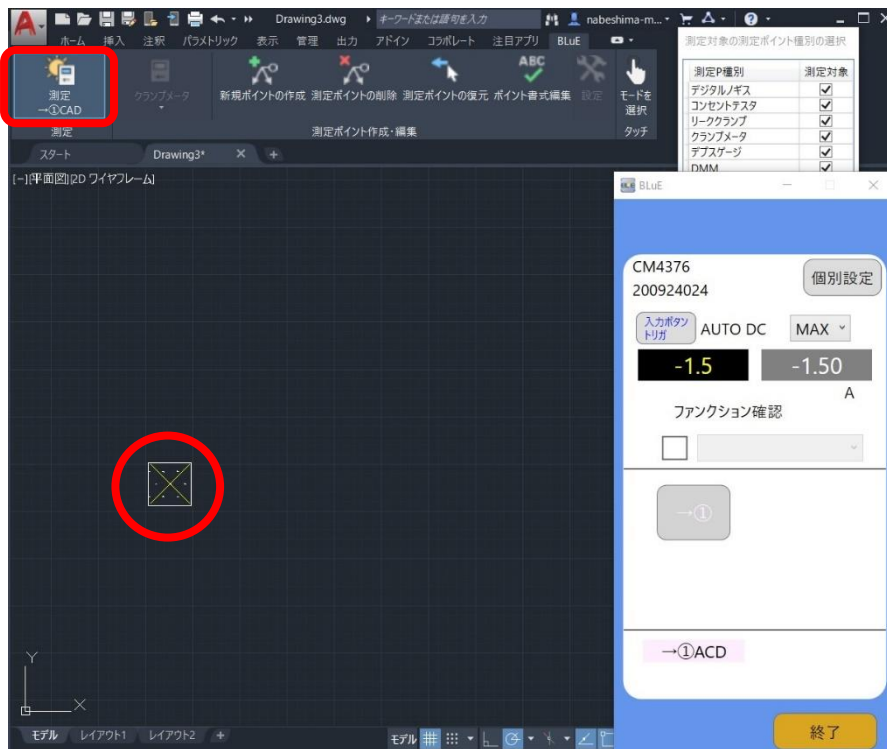 A
Drawing3.dwg
キーワードまたは語句を入力
nabeshima-m...
ホーム 挿入 注釈 パラメトリック 表示 管理 出力 アドイン コラボレート 注目アプリ BLuE
測定
→①CAD
クランプメータ
新規ポイントの作成 測定ポイントの削除 測定ポイントの復元
ABC
ポイント書式編集
設定
モードを
選択
測定
測定ポイント作成・編集
タッチ
スタート
Drawing3*
[-][平面図][2D ワイヤフレーム]
測定対象の測定ポイント種別の選択
測定P種別 測定対象
デジタルノギス
コンセントテスタ
リーククランプ
クランプメータ
デプスゲージ
DMM
BLuE
CM4376
200924024
個別設定
入力ボタン
トリガ
AUTO DC
MAX
-1.5
-1.50
A
ファンクション確認
→①
→①ACD
終了
Y
X
モデル レイアウト1 レイアウト2 +
モデル